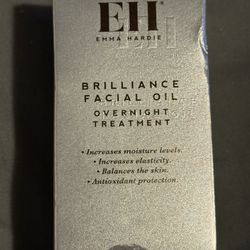 EH
EMMA HARDIE
BRILLIANCE
FACIAL OIL
OVERNIGHT
TREATMENT
• Increases moisture levels.
• Increases elasticity.
• Balances the skin.
• Antioxidant protection.